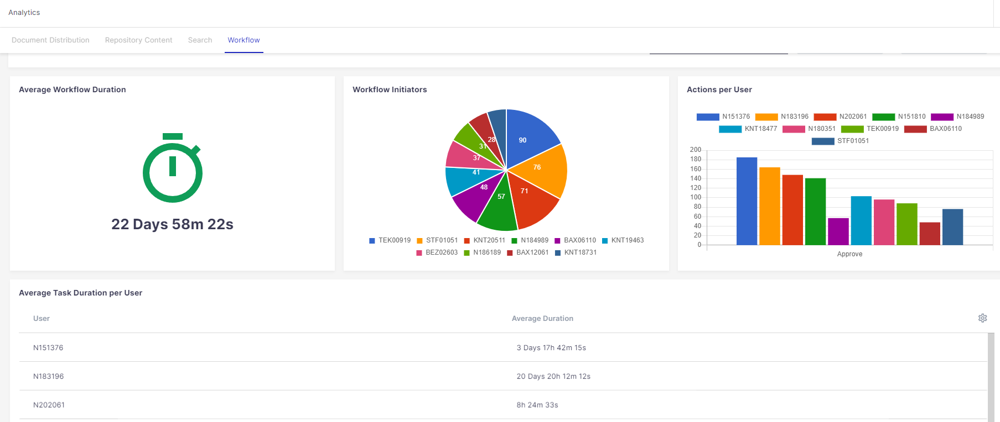 Analytics
Document Distribution Repository Content Search Workflow
Average Workflow Duration
22 Days 58m 22s
Workflow Initiators
90
76
71
57
48
41
37
31
28
TEK00919 STF01051 KNT20511 N184989 BAX06110 KNT19463
BEZ02603 N186189 BAX12061 KNT18731
Actions per User
N151376 N183196 N202061 N151810 N184989
KNT18477 N180351 TEK00919 BAX06110
STF01051
200
180
160
140
120
100
80
60
40
20
0
Approve
Average Task Duration per User
User Average Duration
N151376 3 Days 17h 42m 15s
N183196 20 Days 20h 12m 12s
N202061 8h 24m 33s